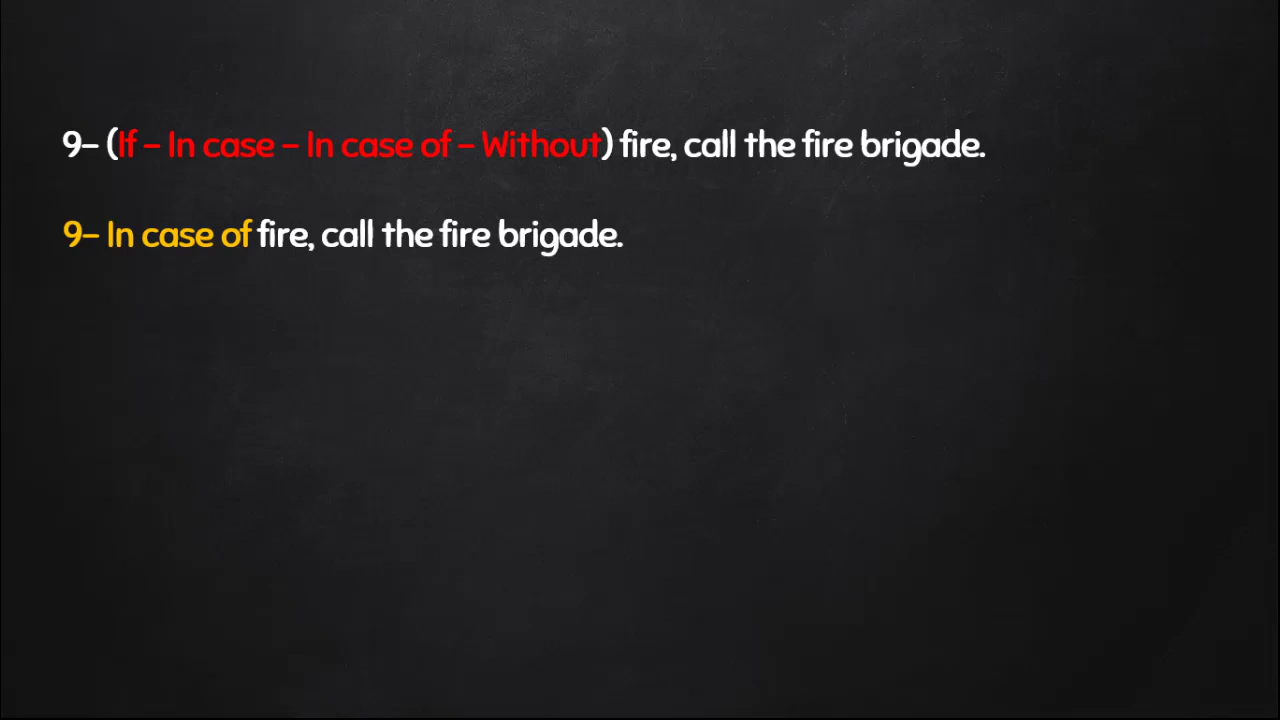 9- (If - In case - In case of - Without) fire, call the fire brigade.
9- In case of fire, call the fire brigade.